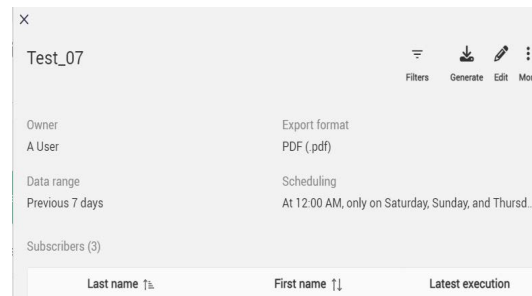 Test_07
Filters Generate Edit Mor
Owner Export format
A User PDF (.pdf)
Data range Scheduling
Previous 7 days At 12:00 AM, only on Saturday, Sunday, and Thursd...
Subscribers (3)
Last name First name Latest execution